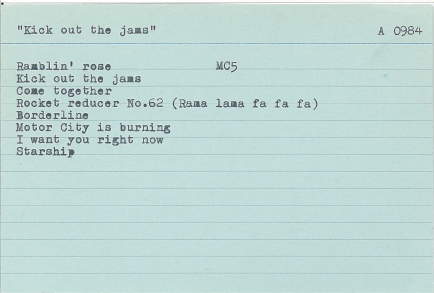 "Kick out the jams" A 0984
Ramblin' rose MC5
Kick out the jams
Come together
Rocket reducer No.62 (Rama lama fa fa fa)
Borderline
Motor City is burning
I want you right now
Starship